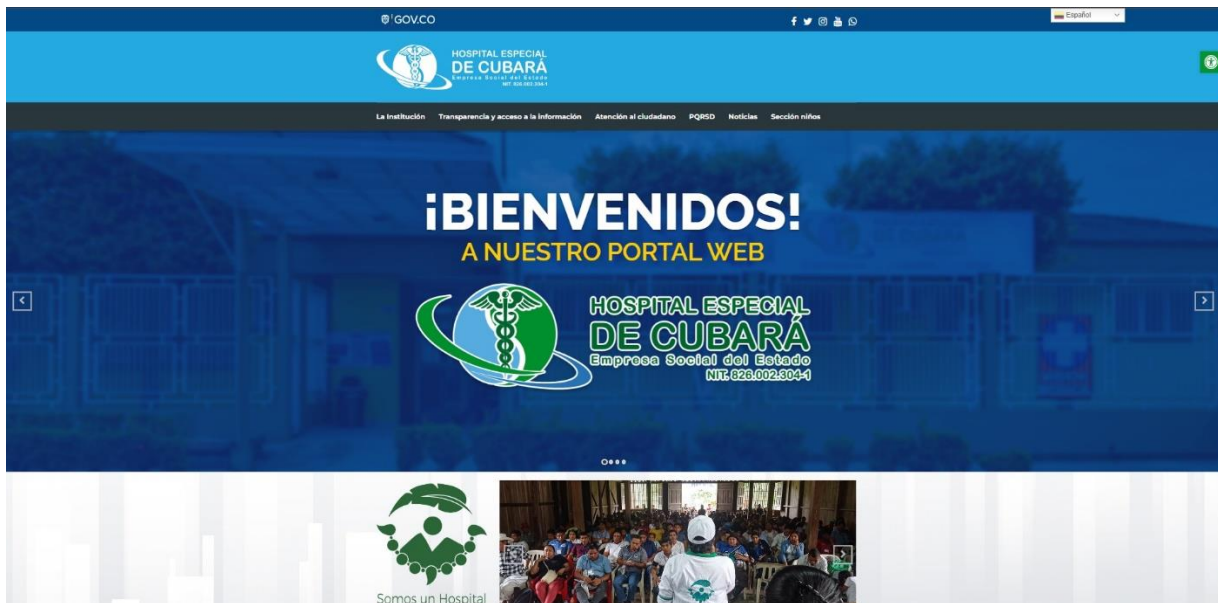 GOV.CO
Español
HOSPITAL ESPECIAL
DE CUBARÁ
Empresa Social del Estado
NIT. 826.002.304-1
La Institución Transparencia y acceso a la información Atención al ciudadano PQRSD Noticias Sección niños
¡BIENVENIDOS!
A NUESTRO PORTAL WEB
HOSPITAL ESPECIAL
DE CUBARÁ
Empresa Social del Estado
NIT. 826.002.304-1
Somos un Hospital